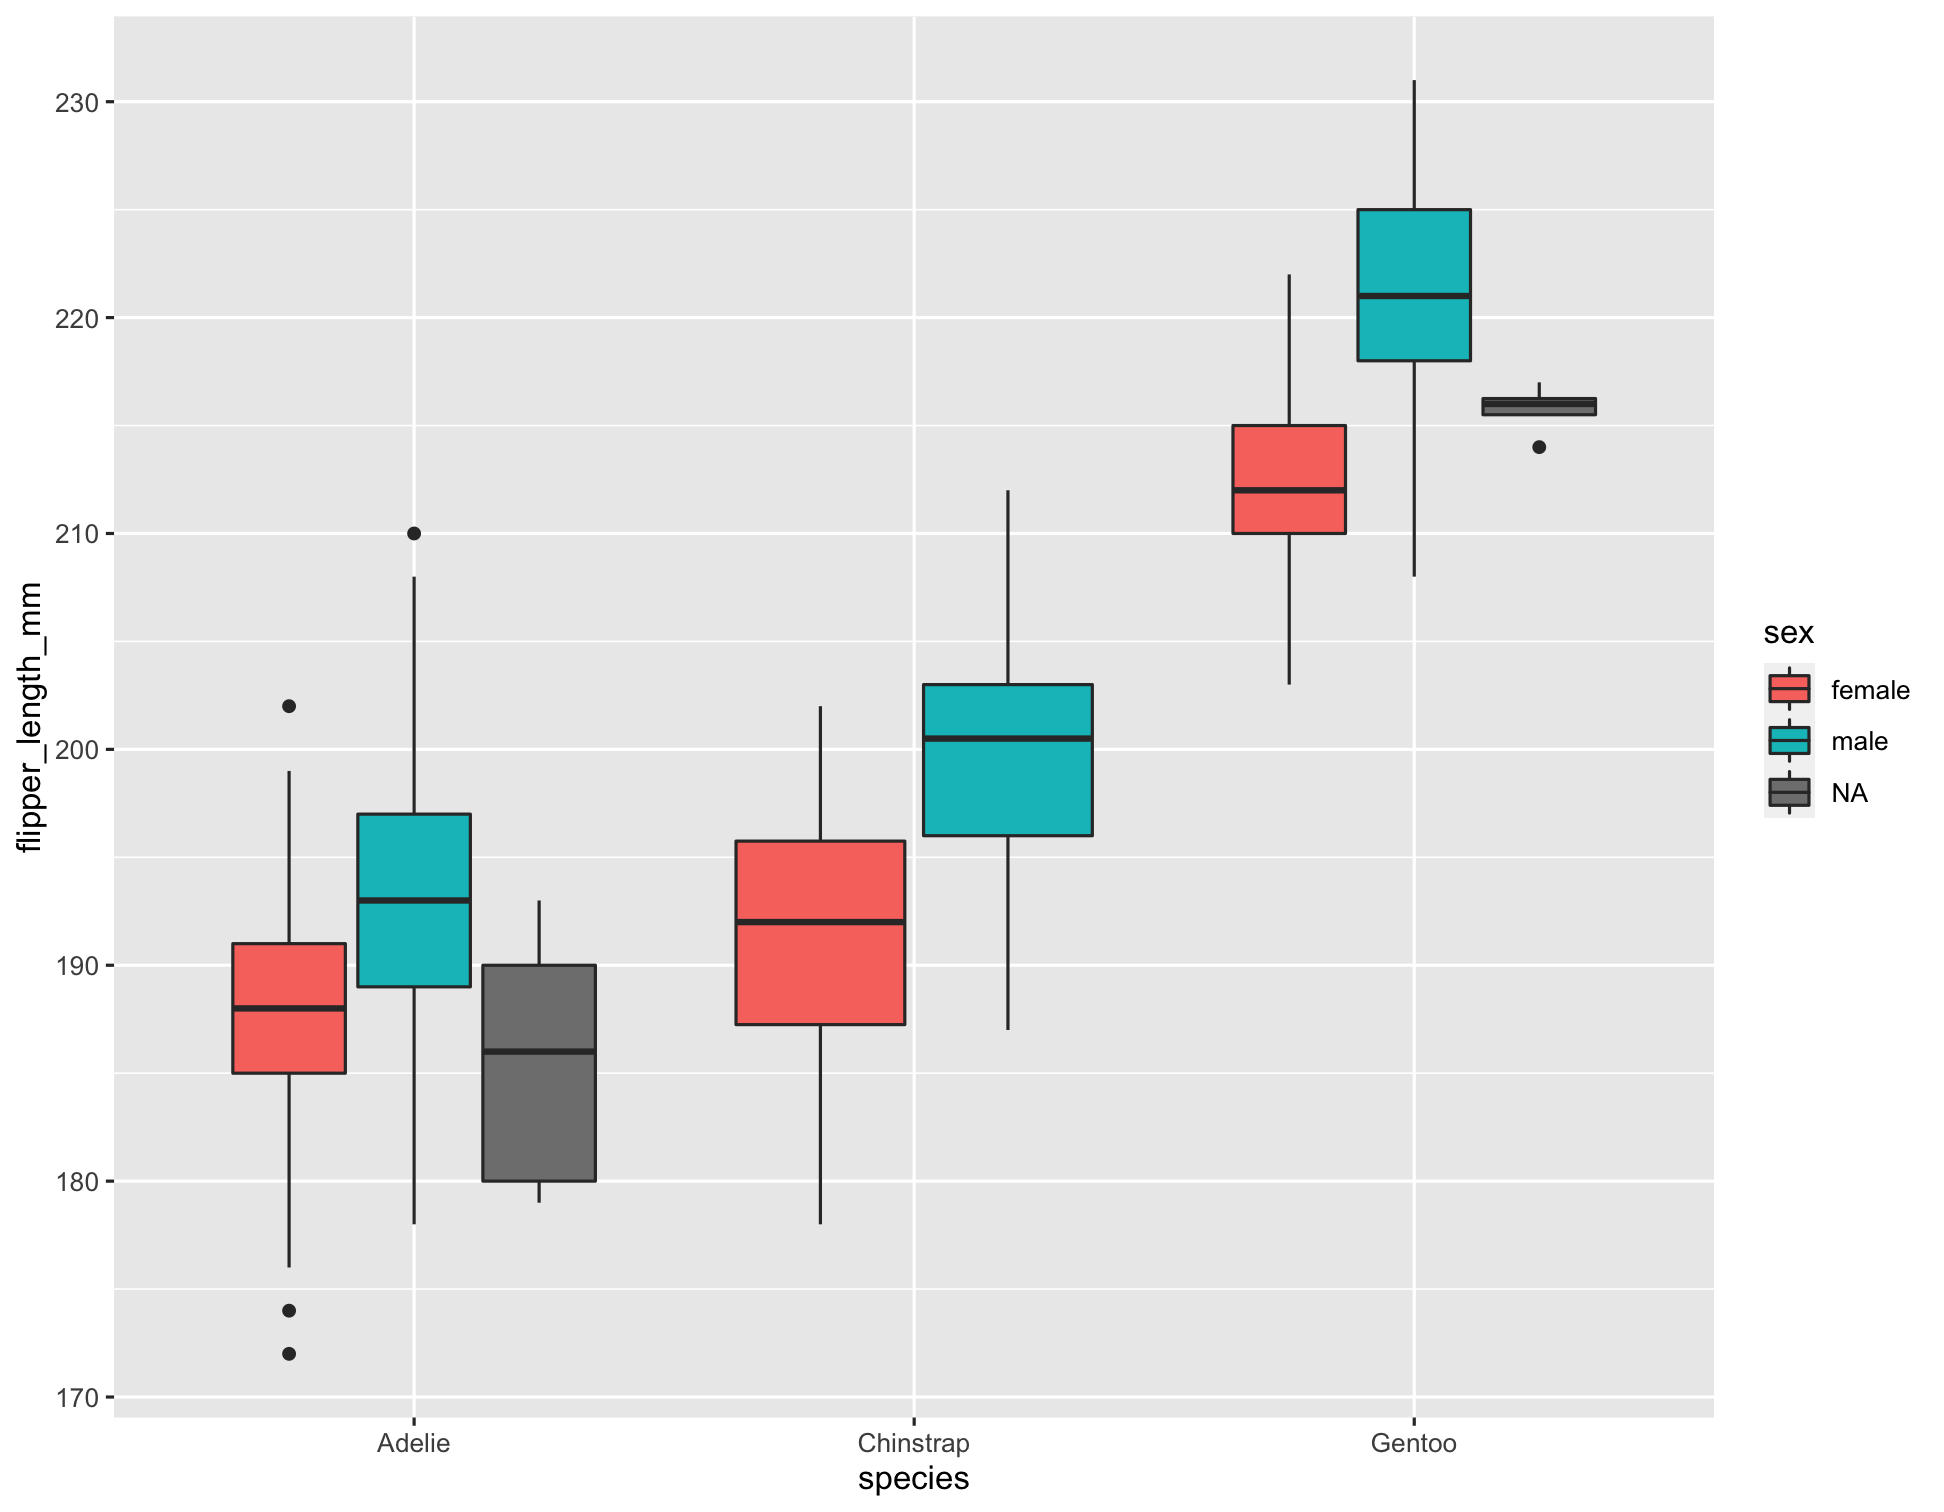 flipper_length_mm
230
220
210
200
190
180
170
Adelie
Chinstrap
Gentoo
species
sex
female
male
NA